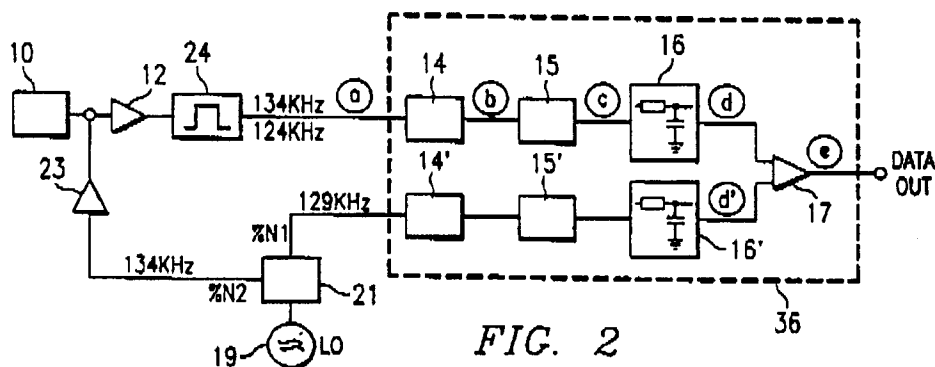 10
12
24
134KHz
124KHz
a
14
b
15
c
16
d
e
DATA
OUT
17
23
14'
15'
d'
16'
129KHz
%N1
134KHz
%N2
21
19
LO
36
FIG. 2